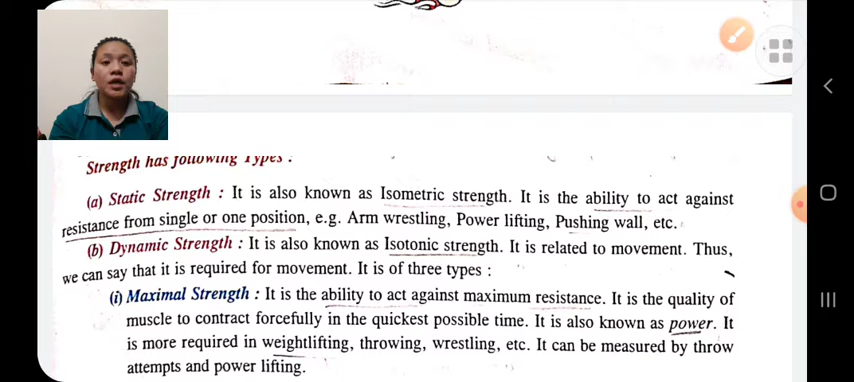 Strength has following Types :
(a) Static Strength : It is also known as Isometric strength. It is the ability to act against
resistance from single or one position, e.g. Arm wrestling, Power lifting, Pushing wall, etc.
(b) Dynamic Strength : It is also known as Isotonic strength. It is related to movement. Thus,
we can say that it is required for movement. It is of three types :
(i) Maximal Strength : It is the ability to act against maximum resistance. It is the quality of
muscle to contract forcefully in the quickest possible time. It is also known as power. It
is more required in weightlifting, throwing, wrestling, etc. It can be measured by throw
attempts and power lifting.